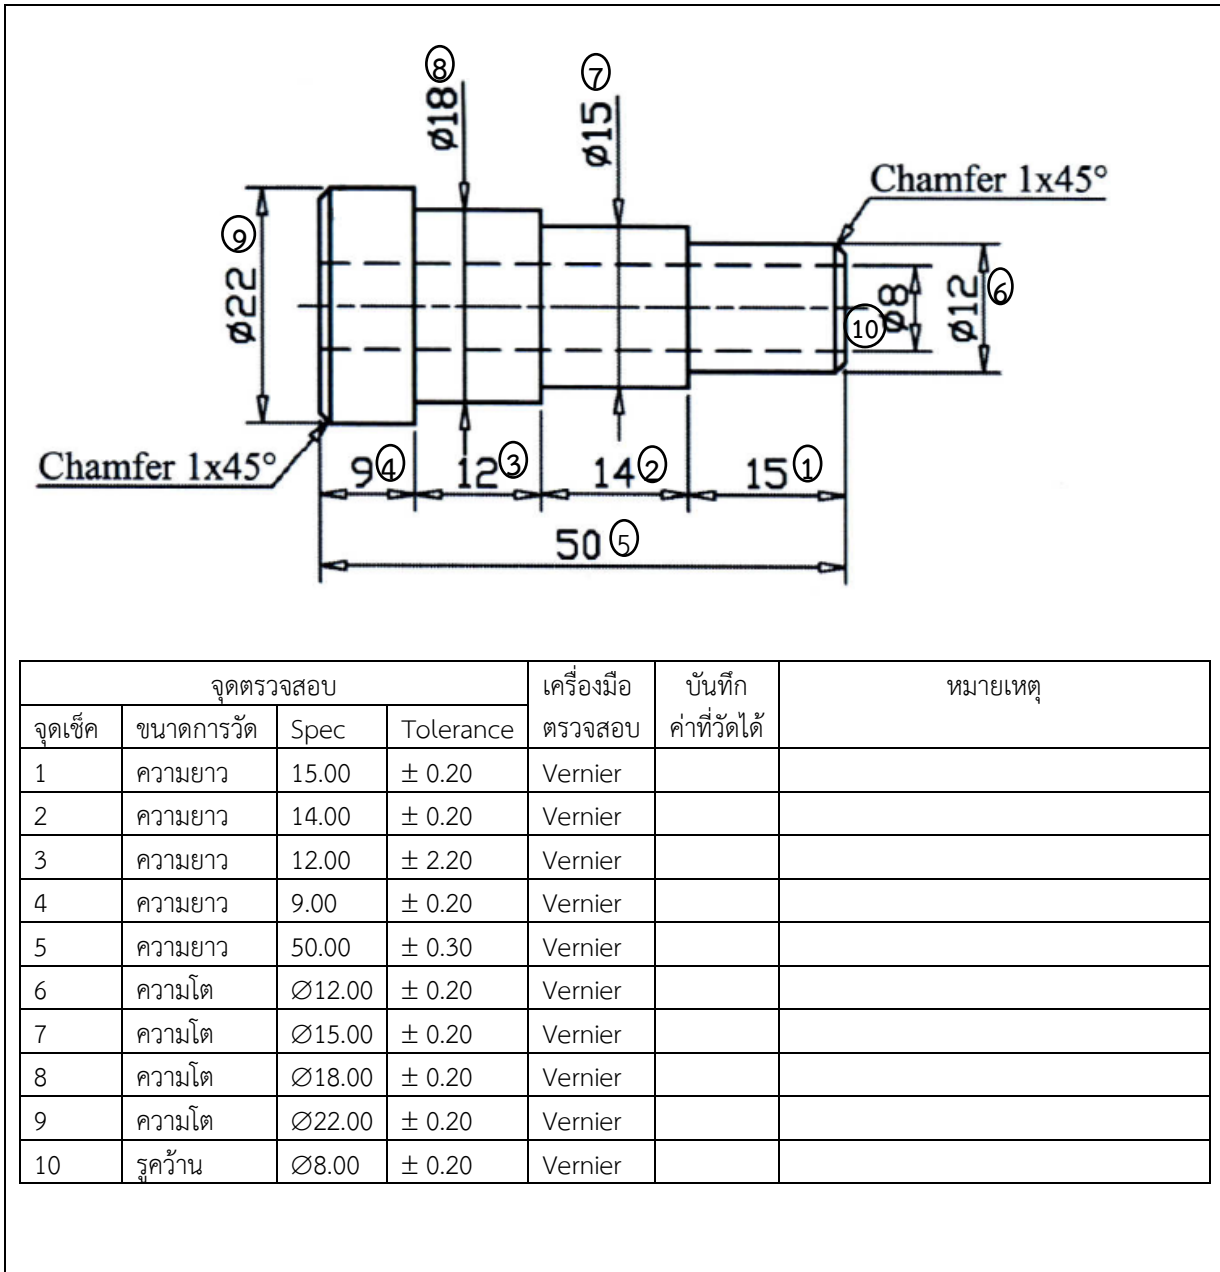 ⑧
Ø18
⑦
Ø15
Chamfer 1x45°
⑨
Ø22
⑩
Ø8
Ø12
⑥
Chamfer 1x45°
9④ 12③ 14② 15①
50⑤
จุดตรวจสอบ เครื่องมือ บันทึก หมายเหตุ
จุดเช็ค ขนาดการวัด Spec Tolerance ตรวจสอบ ค่าที่วัดได้
1 ความยาว 15.00 ± 0.20 Vernier
2 ความยาว 14.00 ± 0.20 Vernier
3 ความยาว 12.00 ± 2.20 Vernier
4 ความยาว 9.00 ± 0.20 Vernier
5 ความยาว 50.00 ± 0.30 Vernier
6 ความโต Ø12.00 ± 0.20 Vernier
7 ความโต Ø15.00 ± 0.20 Vernier
8 ความโต Ø18.00 ± 0.20 Vernier
9 ความโต Ø22.00 ± 0.20 Vernier
10 รูคว้าน Ø8.00 ± 0.20 Vernier